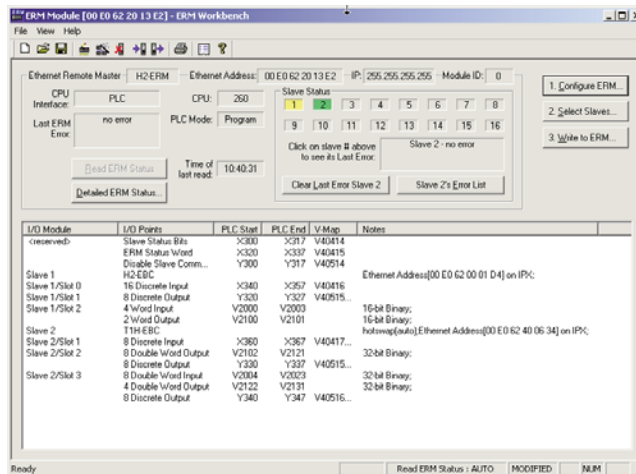 ERM Module [00 E0 62 20 13 E2] - ERM Workbench
File View Help
Ethernet Remote Master H2-ERM Ethernet Address: 00 E0 62 20 13 E2 IP: 255.255.255.255 Module ID: 0
CPU Interface: PLC CPU: 260
Last ERM Error: no error PLC Mode: Program
Read ERM Status Time of last read: 10:40:31
Detailed ERM Status...
Slave Status
1 2 3 4 5 6 7 8
9 10 11 12 13 14 15 16
Click on slave # above to see its Last Error: Slave 2 - no error
Clear Last Error Slave 2 Slave 2's Error List
1. Configure ERM...
2. Select Slaves...
3. Write to ERM...
I/O Module I/O Points PLC Start PLC End V-Map Notes
<reserved> Slave Status Bits X300 X317 V40414
ERM Status Word X320 X337 V40415
Disable Slave Comm... Y300 Y317 V40514
Slave 1 H2-EBC Ethernet Address[00 E0 62 00 01 D4] on IPX;
Slave 1/Slot 0 16 Discrete Input X340 X357 V40416
Slave 1/Slot 1 8 Discrete Output Y320 Y327 V40515...
Slave 1/Slot 2 4 Word Input V2000 V2003 16-bit Binary;
2 Word Output V2100 V2101 16-bit Binary;
Slave 2 T1H-EBC hotswap(auto),Ethernet Address[00 E0 62 40 06 34] on IPX;
Slave 2/Slot 1 8 Discrete Input X360 X367 V40417...
Slave 2/Slot 2 8 Double Word Output V2102 V2121 32-bit Binary;
8 Discrete Output Y330 Y337 V40515...
Slave 2/Slot 3 8 Double Word Input V2004 V2023 32-bit Binary;
4 Double Word Output V2122 V2131 32-bit Binary;
8 Discrete Output Y340 Y347 V40516...
Ready Read ERM Status : AUTO MODIFIED NUM